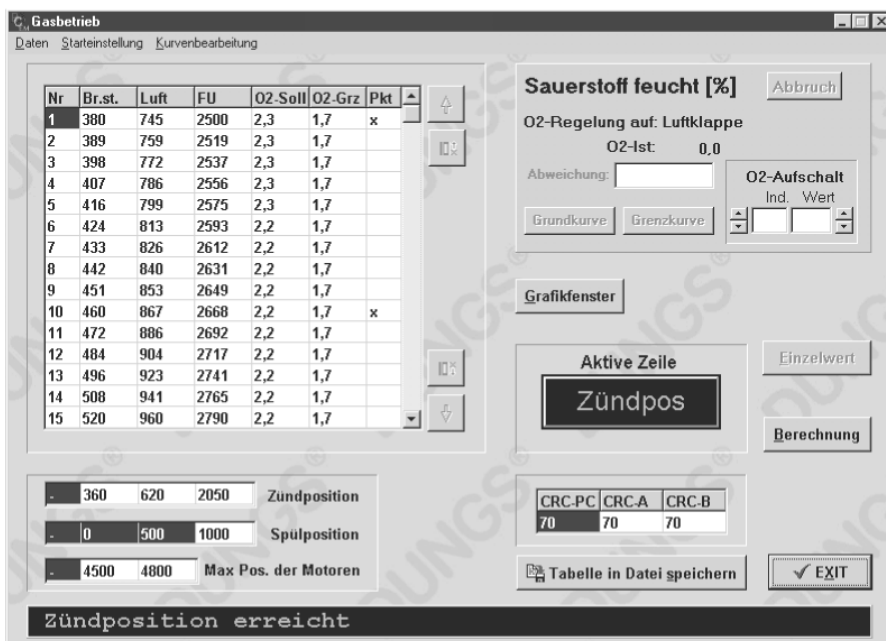 Gasbetrieb
Daten Starteinstellung Kurvenbearbeitung
Nr Br.st. Luft FU O2-Soll O2-Grz Pkt
1 380 745 2500 2,3 1,7 x
2 389 759 2519 2,3 1,7
3 398 772 2537 2,3 1,7
4 407 786 2556 2,3 1,7
5 416 799 2575 2,3 1,7
6 424 813 2593 2,2 1,7
7 433 826 2612 2,2 1,7
8 442 840 2631 2,2 1,7
9 451 853 2649 2,2 1,7
10 460 867 2668 2,2 1,7 x
11 472 886 2692 2,2 1,7
12 484 904 2717 2,2 1,7
13 496 923 2741 2,2 1,7
14 508 941 2765 2,2 1,7
15 520 960 2790 2,2 1,7
- 360 620 2050 Zündposition
- 0 500 1000 Spülposition
- 4500 4800 Max Pos. der Motoren
Sauerstoff feucht [%] Abbruch
O2-Regelung auf: Luftklappe
O2-Ist: 0,0
Abweichung:
Grundkurve Grenzkurve
O2-Aufschalt
Ind. Wert
Grafikfenster
Aktive Zeile
Zündpos
Einzelwert
Berechnung
CRC-PC CRC-A CRC-B
70 70 70
Tabelle in Datei speichern
EXIT
Zündposition erreicht
DUNGS®